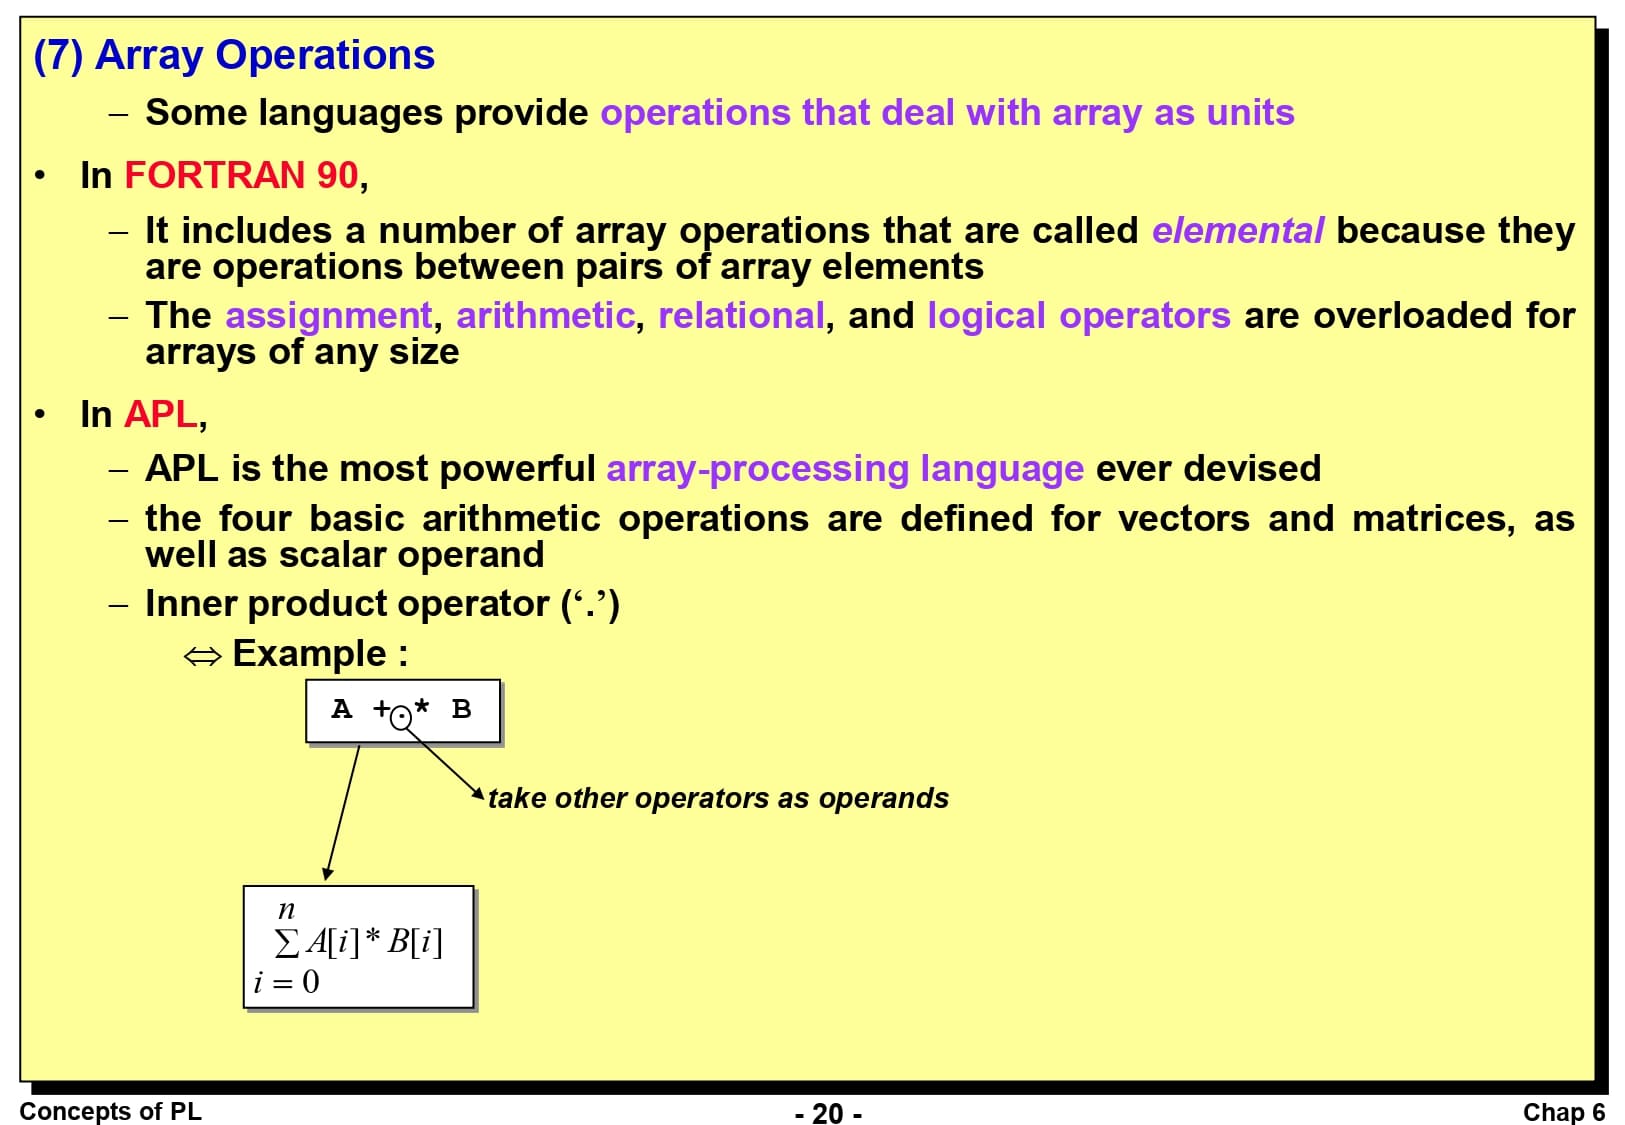 (7) Array Operations
– Some languages provide operations that deal with array as units
• In FORTRAN 90,
– It includes a number of array operations that are called elemental because they
are operations between pairs of array elements
– The assignment, arithmetic, relational, and logical operators are overloaded for
arrays of any size
• In APL,
– APL is the most powerful array-processing language ever devised
– the four basic arithmetic operations are defined for vectors and matrices, as
well as scalar operand
– Inner product operator (‘.’)
⇔ Example :
A +.* B
take other operators as operands
n
∑ A[i] * B[i]
i = 0
Concepts of PL
- 20 -
Chap 6